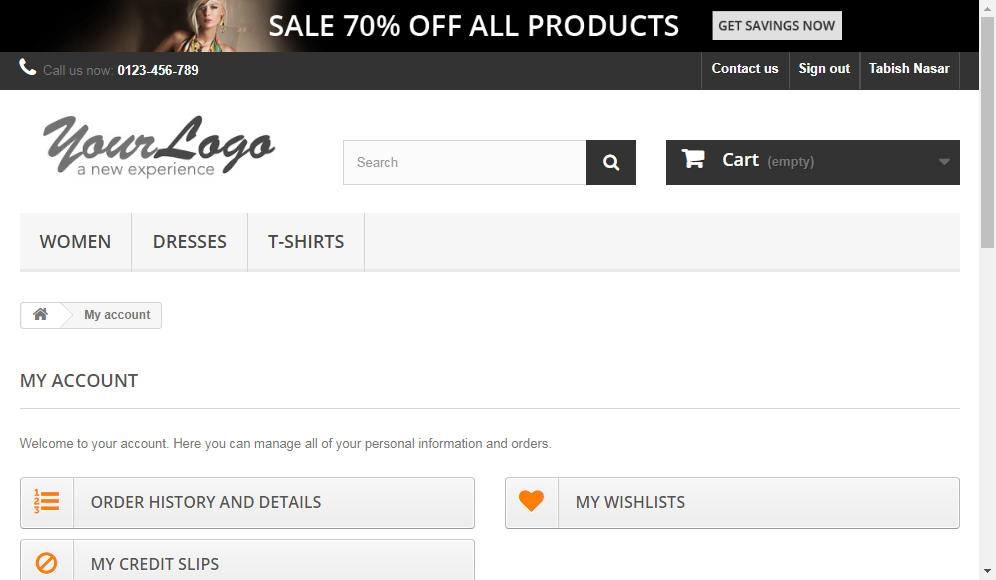 SALE 70% OFF ALL PRODUCTS GET SAVINGS NOW
Call us now: 0123-456-789 Contact us Sign out Tabish Nasar
YourLogo
a new experience
Search
Cart (empty)
WOMEN DRESSES T-SHIRTS
My account
MY ACCOUNT
Welcome to your account. Here you can manage all of your personal information and orders.
1 2 3 ORDER HISTORY AND DETAILS MY WISHLISTS
MY CREDIT SLIPS